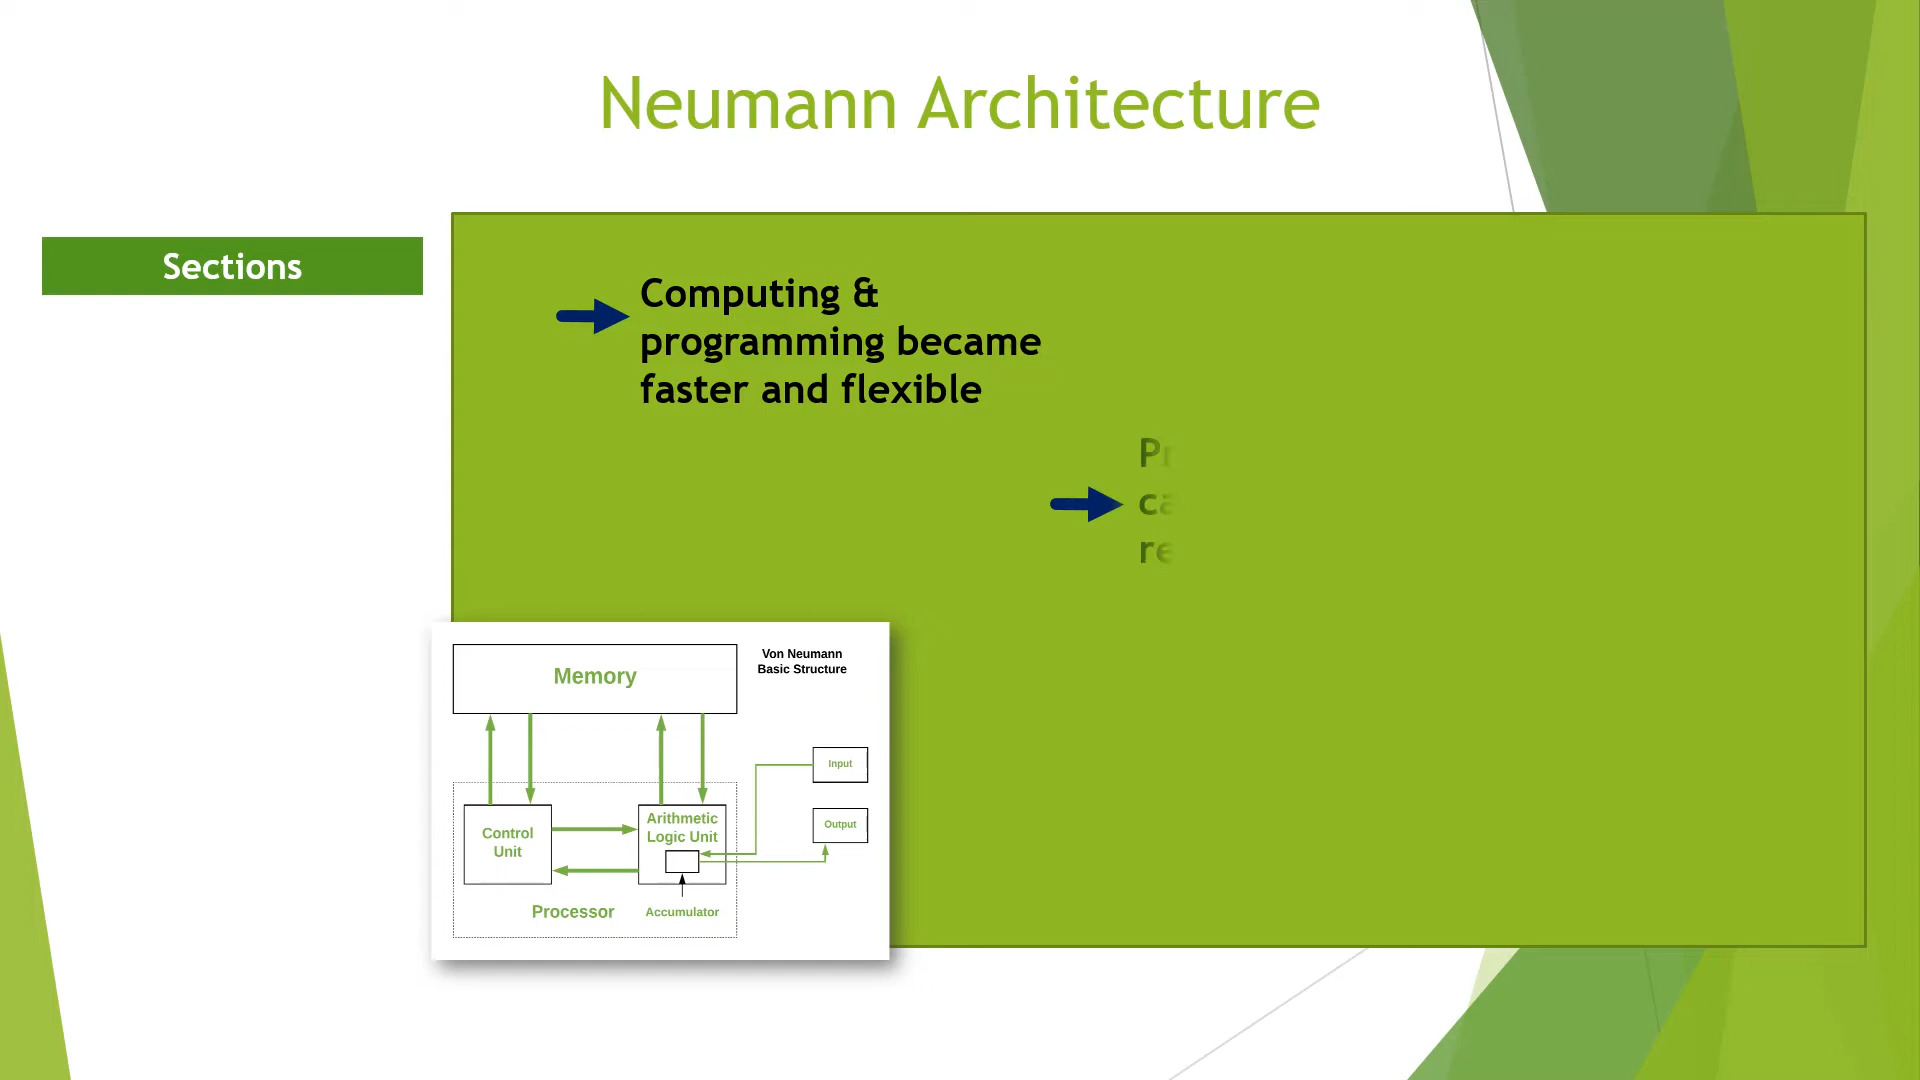 Neumann Architecture
Sections
Computing &
programming became
faster and flexible
Memory
Von Neumann
Basic Structure
Input
Output
Control
Unit
Arithmetic
Logic Unit
Processor
Accumulator